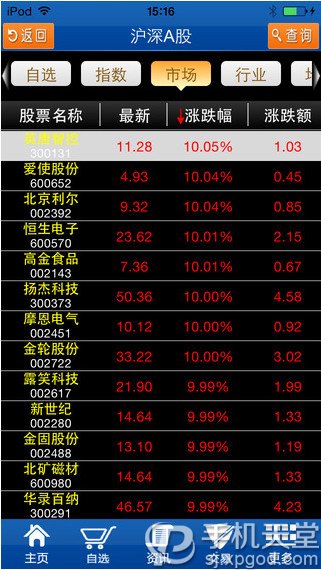 iPod 15:16
返回 沪深A股 查询
自选 指数 市场 行业
股票名称 最新 ↓涨跌幅 涨跌额
英唐智控 11.28 10.05% 1.03
300131
爱使股份 4.93 10.04% 0.45
600652
北京利尔 9.32 10.04% 0.85
002392
恒生电子 23.62 10.01% 2.15
600570
高金食品 7.36 10.01% 0.67
002143
扬杰科技 50.36 10.00% 4.58
300373
摩恩电气 10.12 10.00% 0.92
002451
金轮股份 33.22 10.00% 3.02
002722
露笑科技 21.90 9.99% 1.99
002617
新世纪 14.64 9.99% 1.33
002280
金固股份 13.10 9.99% 1.19
002488
北矿磁材 14.64 9.99% 1.33
600980
华录百纳 46.57 9.99% 4.23
300291
主页 自选 资讯 交易 更多
手机天堂
sjxpgod.com